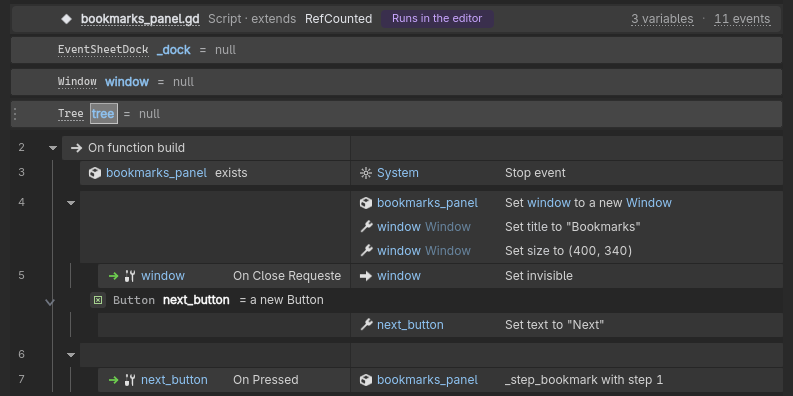 bookmarks_panel.gd Script · extends RefCounted Runs in the editor 3 variables · 11 events
EventSheetDock _dock = null
Window window = null
Tree tree = null
2 On function build
3 bookmarks_panel exists System Stop event
4 bookmarks_panel Set window to a new Window
window Window Set title to "Bookmarks"
window Window Set size to (400, 340)
5 window On Close Requeste window Set invisible
Button next_button = a new Button
next_button Set text to "Next"
6
7 next_button On Pressed bookmarks_panel _step_bookmark with step 1